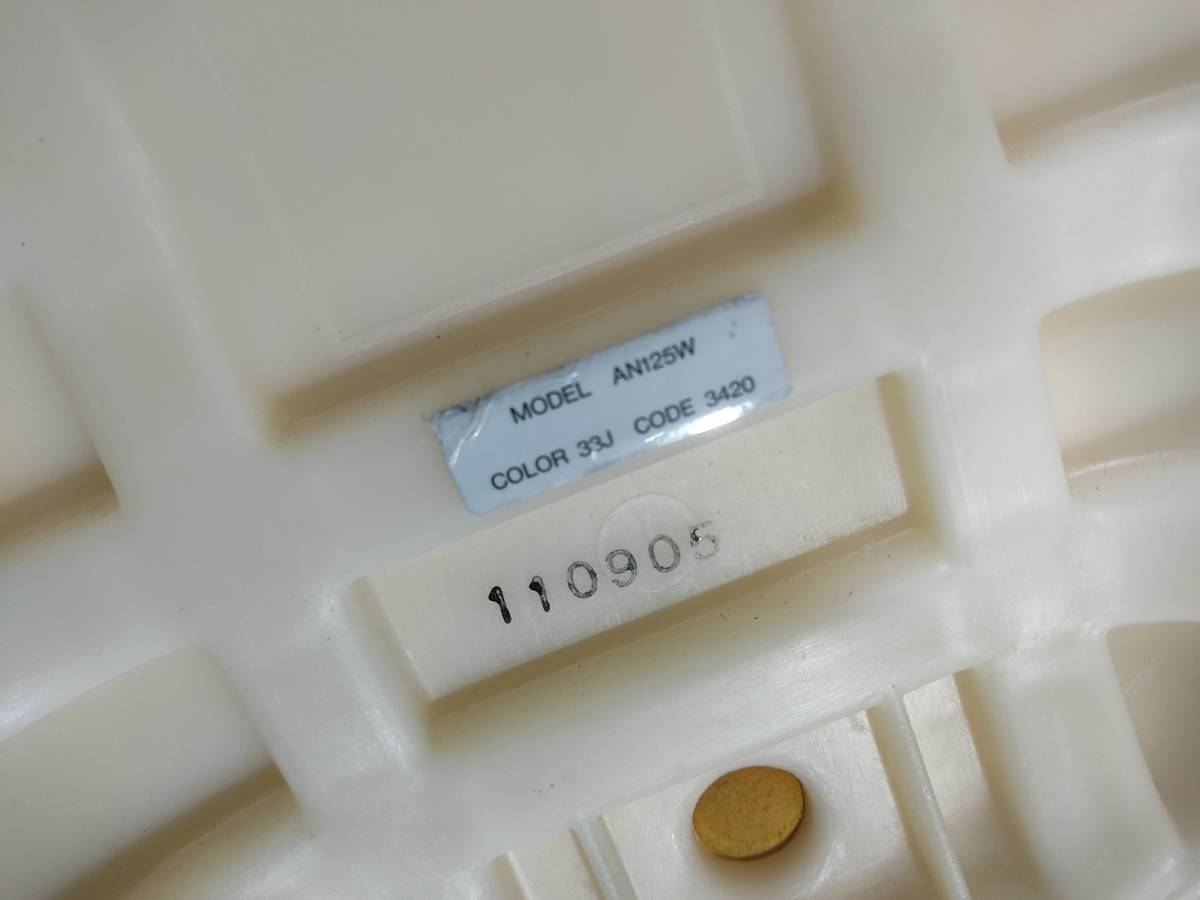 MODEL AN125W
COLOR 33J CODE 3420
110905